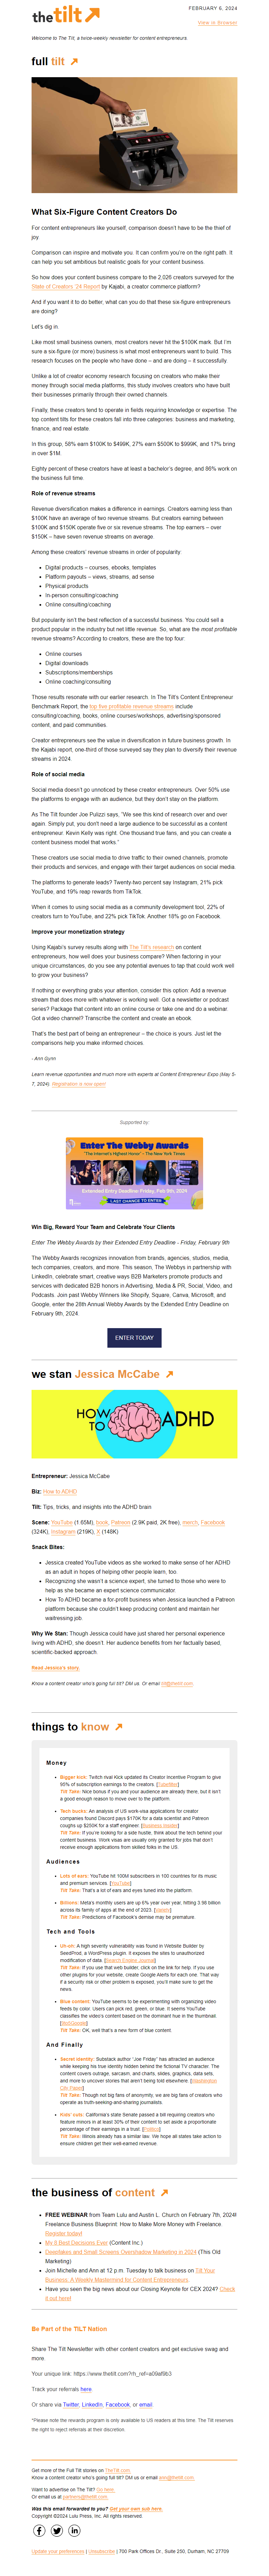 the tilt
FEBRUARY 6, 2024
View in Browser
Welcome to The Tilt, a twice-weekly newsletter for content entrepreneurs.
full tilt
What Six-Figure Content Creators Do
For content entrepreneurs like yourself, comparison doesn't have to be the thief of
joy.
Comparison can inspire and motivate you. It can confirm you're on the right path. It
can help you set ambitious but realistic goals for your content business.
So how does your content business compare to the 2,026 creators surveyed for the
State of Creators '24 Report by Kajabi, a creator commerce platform?
And if you want it to do better, what can you do that these six-figure entrepreneurs
are doing?
Let's dig in.
Like most small business owners, most creators never hit the $100K mark. But I'm
sure a six-figure (or more) business is what most entrepreneurs want to build. This
research focuses on the people who have done – and are doing – it successfully.
Unlike a lot of creator economy research focusing on creators who make their
money through social media platforms, this study involves creators who have built
their businesses primarily through their owned channels.
Finally, these creators tend to operate in fields requiring knowledge or expertise. The
top content tilts for these creators fall into three categories: business and marketing,
finance, and real estate.
In this group, 58% earn $100K to $499K, 27% earn $500K to $999K, and 17% bring
in over $1M.
Eighty percent of these creators have at least a bachelor's degree, and 86% work on
the business full time.
Role of revenue streams
Revenue diversification makes a difference in earnings. Creators earning less than
$100K have an average of two revenue streams. But creators earning between
$100K and $150K operate five or six revenue streams. The top earners – over
$150K – have seven revenue streams on average.
Among these creators' revenue streams in order of popularity:
Digital products – courses, ebooks, templates
Platform payouts – views, streams, ad sense
Physical products
In-person consulting/coaching
Online consulting/coaching
But popularity isn't the best reflection of a successful business. You could sell a
product popular in the industry but net little revenue. So, what are the most profitable
revenue streams? According to creators, these are the top four:
Online courses
Digital downloads
Subscriptions/memberships
Online coaching/consulting
Those results resonate with our earlier research. In The Tilt's Content Entrepreneur
Benchmark Report, the top five profitable revenue streams include
consulting/coaching, books, online courses/workshops, advertising/sponsored
content, and paid communities.
Creator entrepreneurs see the value in diversification in future business growth. In
the Kajabi report, one-third of those surveyed say they plan to diversify their revenue
streams in 2024.
Role of social media
Social media doesn't go unnoticed by these creator entrepreneurs. Over 50% use
the platforms to engage with an audience, but they don't stay on the platform.
As The Tilt founder Joe Pulizzi says, "We see this kind of research over and over
again. Simply put, you don't need a large audience to be successful as a content
entrepreneur. Kevin Kelly was right. One thousand true fans, and you can create a
content business model that works."
These creators use social media to drive traffic to their owned channels, promote
their products and services, and engage with their target audiences on social media.
The platforms to generate leads? Twenty-two percent say Instagram, 21% pick
YouTube, and 19% reap rewards from TikTok.
When it comes to using social media as a community development tool, 22% of
creators turn to YouTube, and 22% pick TikTok. Another 18% go on Facebook.
Improve your monetization strategy
Using Kajabi's survey results along with The Tilt's research on content
entrepreneurs, how well does your business compare? When factoring in your
unique circumstances, do you see any potential avenues to tap that could work well
to grow your business?
If nothing or everything grabs your attention, consider this option: Add a revenue
stream that does more with whatever is working well. Got a newsletter or podcast
series? Package that content into an online course or take one and do a webinar.
Got a video channel? Transcribe the content and create an ebook.
That's the best part of being an entrepreneur – the choice is yours. Just let the
comparisons help you make more informed choices.
- Ann Gynn
Learn revenue opportunities and much more with experts at Content Entrepreneur Expo (May 5-
7, 2024). Registration is now open!
Supported by:
Enter The Webby Awards
"The Internet's Highest Honor" - The New York Times
Extended Entry Deadline Friday, Feb 9th, 2024
LAST CHANCE TO ENTER
Win Big, Reward Your Team and Celebrate Your Clients
Enter The Webby Awards by their Extended Entry Deadline - Friday, February 9th
The Webby Awards recognizes innovation from brands, agencies, studios, media,
tech companies, creators, and more. This season, The Webbys in partnership with
LinkedIn, celebrate smart, creative ways B2B Marketers promote products and
services with dedicated B2B honors in Advertising, Media & PR, Social, Video, and
Podcasts. Join past Webby Winners like Shopify, Square, Canva, Microsoft, and
Google, enter the 28th Annual Webby Awards by the Extended Entry Deadline on
February 9th, 2024.
ENTER TODAY
we stan Jessica McCabe
HOW TO ADHD
Entrepreneur: Jessica McCabe
Biz: How to ADHD
Tilt: Tips, tricks, and insights into the ADHD brain
Scene: YouTube (1.65M), book, Patreon (2.9K paid, 2K free), merch, Facebook
(324K), Instagram (219K), X (148K)
Snack Bites:
Jessica created YouTube videos as she worked to make sense of her ADHD
as an adult in hopes of helping other people learn, too.
Recognizing she wasn't a science expert, she turned to those who were to
help as she became an expert science communicator.
How To ADHD became a for-profit business when Jessica launched a Patreon
platform because she couldn't keep producing content and maintain her
waitressing job.
Why We Stan: Though Jessica could have just shared her personal experience
living with ADHD, she doesn't. Her audience benefits from her factually based,
scientific-backed approach.
Read Jessica's story.
Know a content creator who's going full tilt? DM us. Or email
things to know
Money
Bigger kick: Twitch rival Kick updated its Creator Incentive Program to give
95% of subscription earnings to the creators. [Tubefilter]
Tilt Take: Nice bonus if you and your audience are already there, but it isn't
a good enough reason to move over to the platform.
Tech bucks: An analysis of US work-visa applications for creator
companies found Discord paying $170K for a data scientist and Patreon
coughs up $250K for a staff engineer. [Business Insider]
Tilt Take: If you're looking for a side hustle, think about the tech behind your
content business. Work visas are usually only granted for jobs that don't
receive enough applications from skilled folks in the US.
Audiences
Lots of ears: YouTube hit 100M subscribers in 100 countries for its music
and premium services. [YouTube]
Tilt Take: That's a lot of ears and eyes tuned into the platform.
Billions: Meta's monthly users are up 6% year over year, hitting 3.98 billion
across its family of apps at the end of 2023. [Variety]
Tilt Take: Predictions of Facebook's demise may be premature.
Tech and Tools
Uh-oh: A high severity vulnerability was found in Website Builder by
SeedProd, a WordPress plugin. It exposes the sites to unauthorized
modification of data. [Search Engine Journal]
Tilt Take: If you use that web builder, click on the link for help. If you use
other plugins for your website, create Google Alerts for each one. That way
if a security risk or other problem is detected, you don't miss the breaking
news.
Blue content: YouTube seems to be experimenting with organizing video
feeds by color. Users can pick red, green, or blue. It seems YouTube
classifies the video's content based on the dominant hue in the thumbnail.
[9to5Google]
Tilt Take: OK, well that's a new form of blue content.
And Finally
Secret identity: Substack author "Joe Friday" has attracted an audience
while keeping his true identity behind the fictional TV character. The
content covers outrage, sarcasm, and charts, slides, graphics, data sets,
and more to uncover stories that aren't being told elsewhere. [Washington
City Paper]
Tilt Take: Though not big fans of anonymity, we are big fans of creators who
operate as truth-seeking-and-sharing journalists.
Kids' cuts: California's state Senate passed a bill requiring creators who
feature minors in at least 30% of their content to set aside a proportionate
percentage of their earnings in a trust. [Politico]
Tilt Take: Illinois already has a similar law. We hope all states take action to
ensure children get their well-earned revenue.
the business of content
FREE WEBINAR from Team Lulu and Austin L. Church on February 7th, 2024!
Freelance Business Blueprint: How to Make More Money with Freelance.
Register today!
My 8 Best Decisions Ever (Content Inc.)
Deepfakes and Small Screens Overshadow Marketing in 2024 (This Old
Marketing)
Join Michelle and Ann at 12 p.m. Tuesday to talk business on Tilt Your
Business: A Weekly Mastermind for Content Entrepreneurs.
Have you seen the big news about our Closing Keynote for CEX 2024? Check
it out here!
Be Part of the TILT Nation
Share The Tilt Newsletter with other content creators and get exclusive swag and
more.
Your unique link: https://www.thetilt.com?rh_ref=a09af9b3
Track your referrals here.
Or share via Twitter, LinkedIn, Facebook, or email.
*Please note the rewards program is only available to US readers at this time. The Tilt reserves
the right to reject referrals at their discretion.
Get more of the Full Tilt stories on TheTilt.com.
Know a content creator who's going full tilt? DM us or email ann@thetilt.com.
Want to advertise on The Tilt? Go here.
Or email us at partners@thetilt.com.
Was this email forwarded to you? Get your own sub here.
Copyright ©2024 Lulu Press, Inc. All rights reserved.
Update your preferences | Unsubscribe | 700 Park Offices Dr., Suite 250, Durham, NC 27709